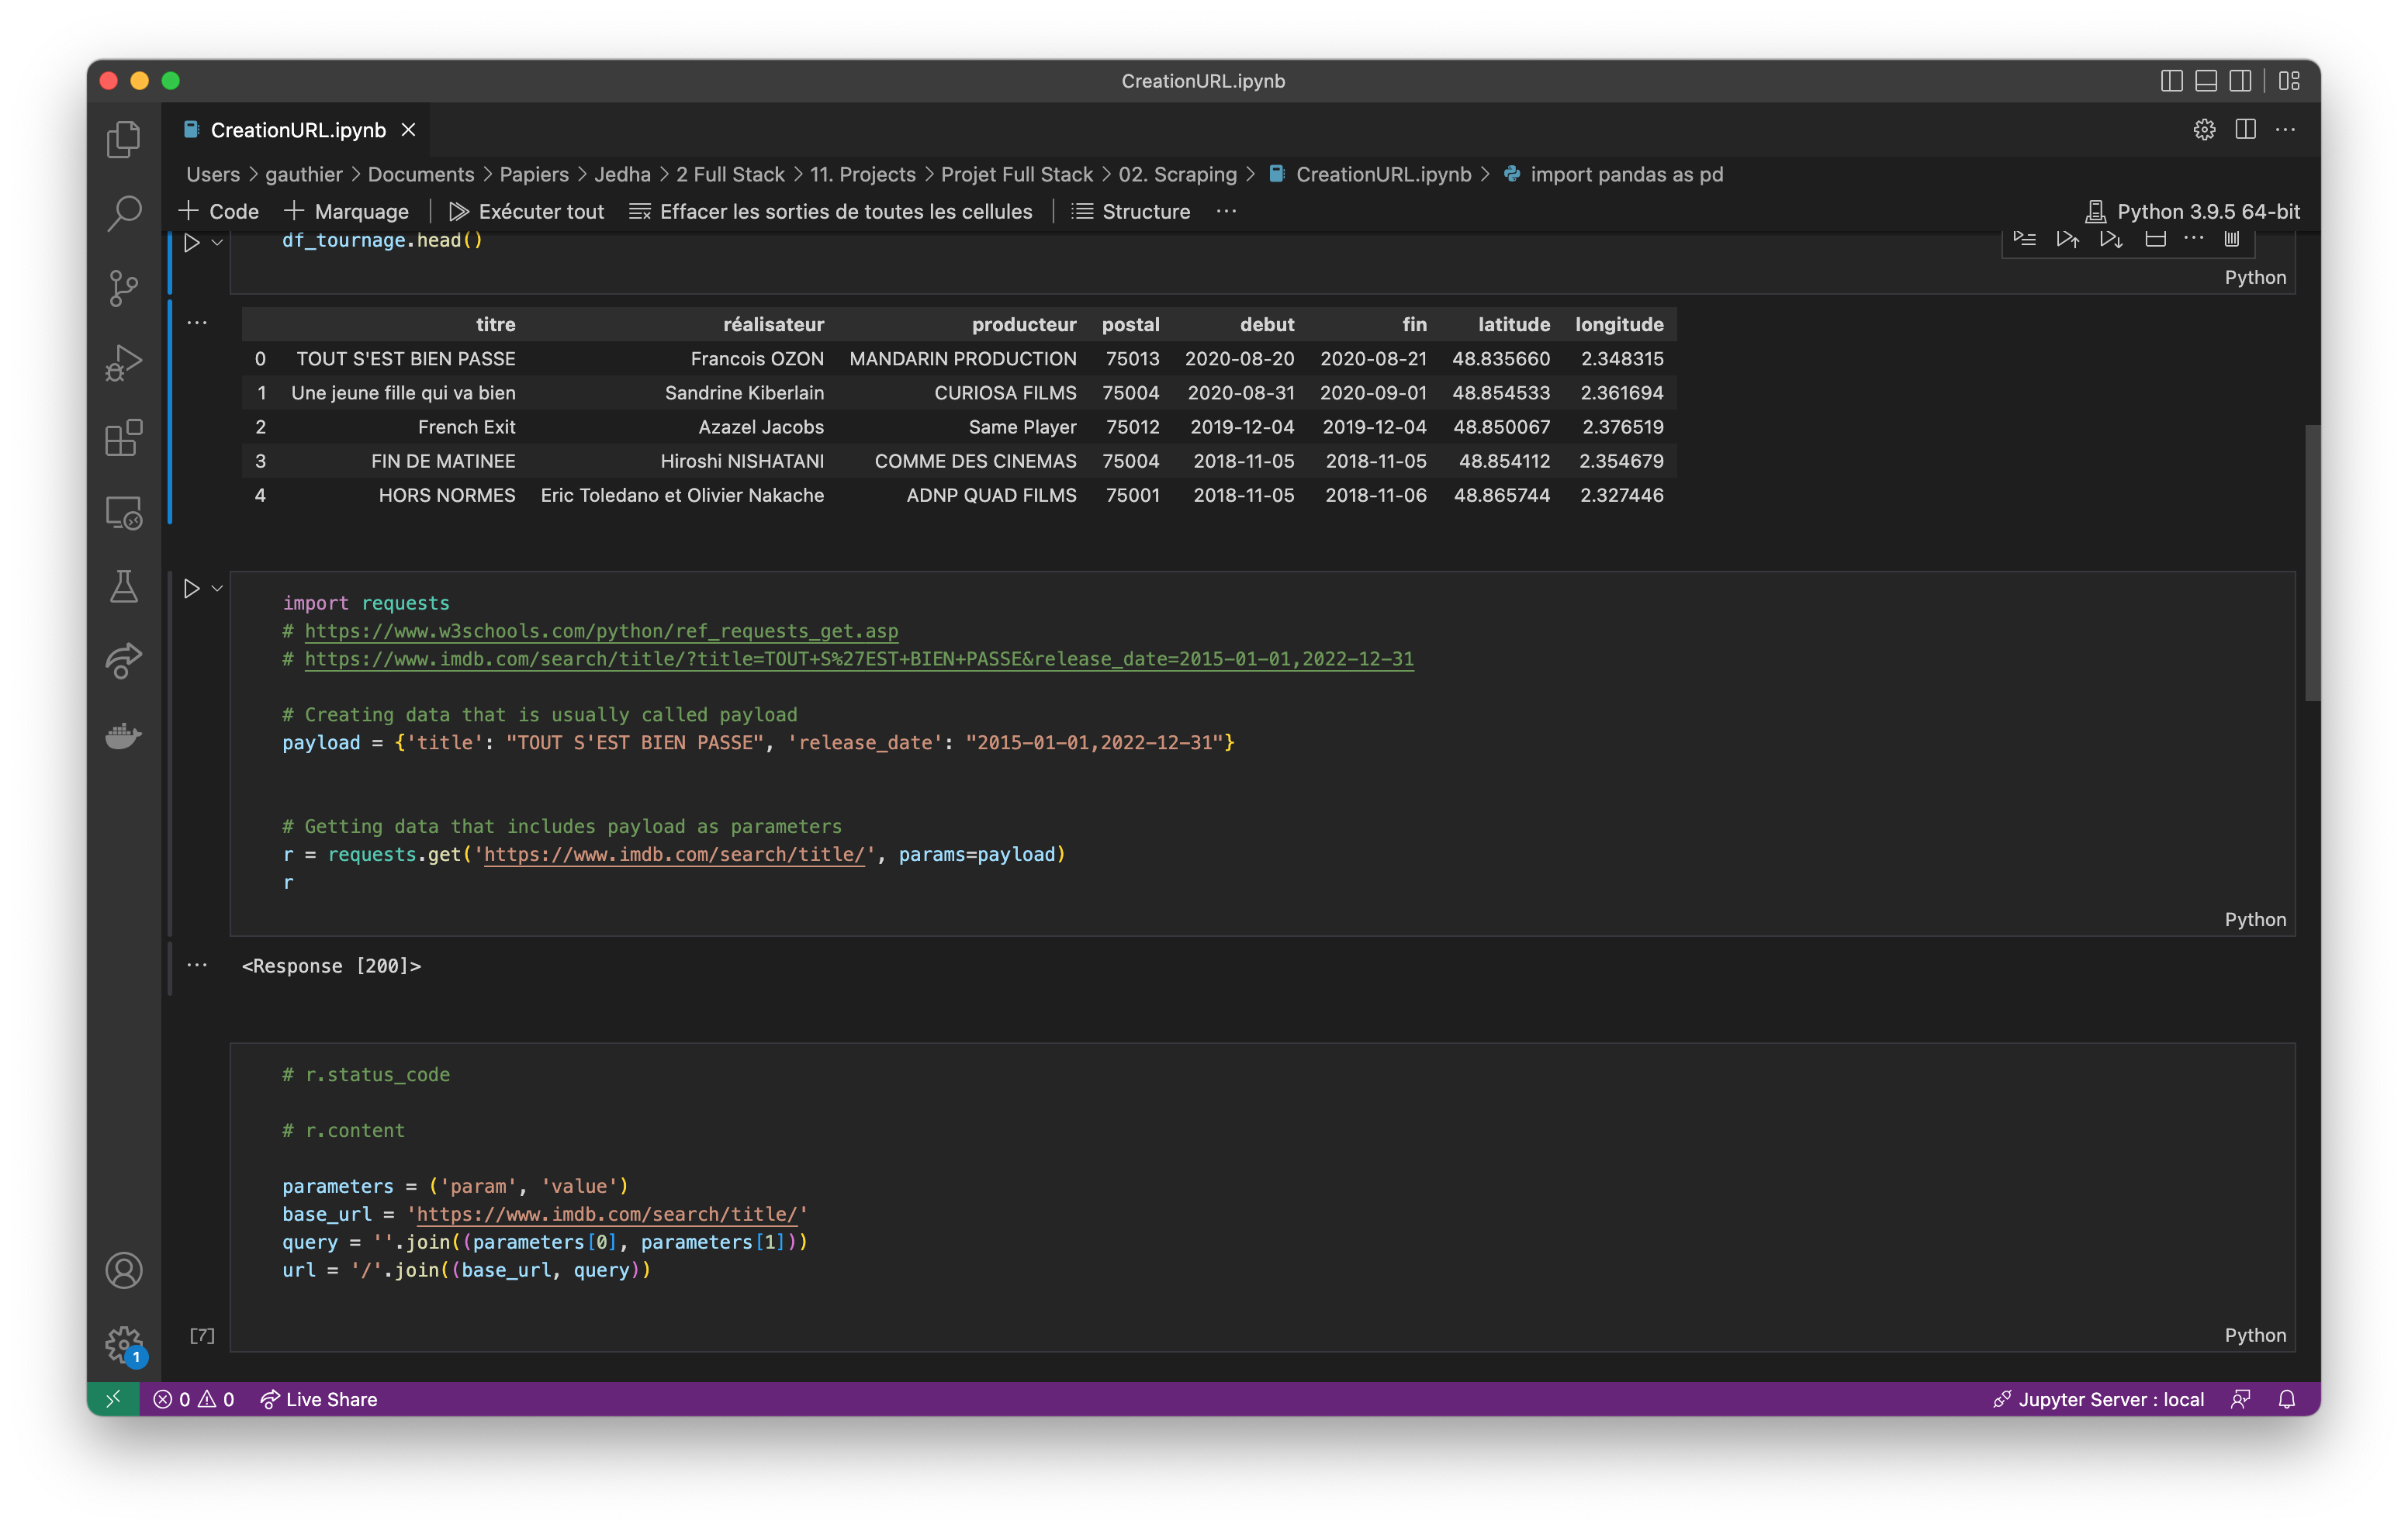 CreationURL.ipynb
CreationURL.ipynb
Users > gauthier > Documents > Papiers > Jedha > 2 Full Stack > 11. Projects > Projet Full Stack > 02. Scraping > CreationURL.ipynb > import pandas as pd
+ Code + Marquage Exécuter tout Effacer les sorties de toutes les cellules Structure ... Python 3.9.5 64-bit
df_tournage.head()
Python
titre réalisateur producteur postal debut fin latitude longitude
0 TOUT S'EST BIEN PASSE Francois OZON MANDARIN PRODUCTION 75013 2020-08-20 2020-08-21 48.835660 2.348315
1 Une jeune fille qui va bien Sandrine Kiberlain CURIOSA FILMS 75004 2020-08-31 2020-09-01 48.854533 2.361694
2 French Exit Azazel Jacobs Same Player 75012 2019-12-04 2019-12-04 48.850067 2.376519
3 FIN DE MATINEE Hiroshi NISHATANI COMME DES CINEMAS 75004 2018-11-05 2018-11-05 48.854112 2.354679
4 HORS NORMES Eric Toledano et Olivier Nakache ADNP QUAD FILMS 75001 2018-11-05 2018-11-06 48.865744 2.327446
import requests
# https://www.w3schools.com/python/ref_requests_get.asp
# https://www.imdb.com/search/title/?title=TOUT+S%27EST+BIEN+PASSE&release_date=2015-01-01,2022-12-31
# Creating data that is usually called payload
payload = {'title': "TOUT S'EST BIEN PASSE", 'release_date': "2015-01-01,2022-12-31"}
# Getting data that includes payload as parameters
r = requests.get('https://www.imdb.com/search/title/', params=payload)
r
Python
<Response [200]>
# r.status_code
# r.content
parameters = ('param', 'value')
base_url = 'https://www.imdb.com/search/title/'
query = ''.join((parameters[0], parameters[1]))
url = '/'.join((base_url, query))
[7] Python
1
0 0 Live Share Jupyter Server : local